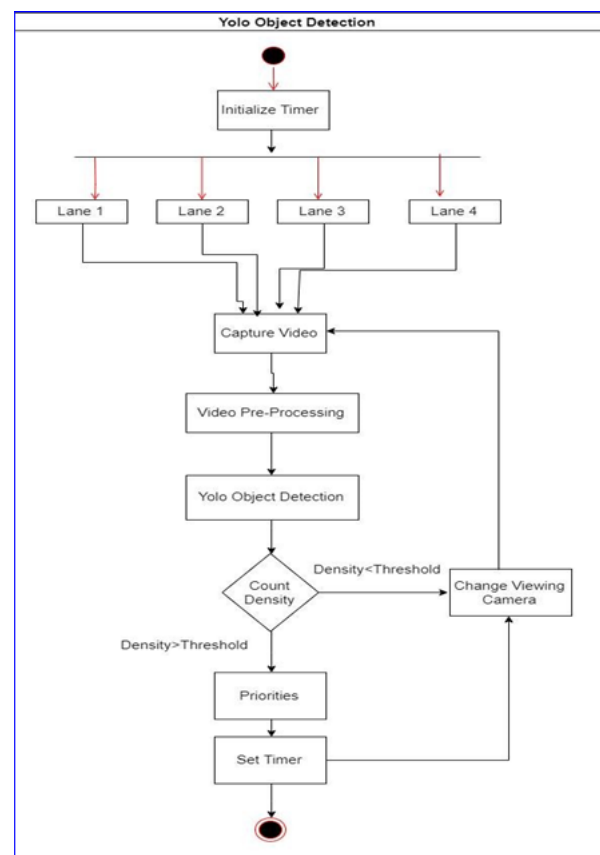 Yolo Object Detection
Initialize Timer
Lane 1
Lane 2
Lane 3
Lane 4
Capture Video
Video Pre-Processing
Yolo Object Detection
Count
Density
Density<Threshold
Change Viewing
Camera
Density>Threshold
Priorities
Set Timer